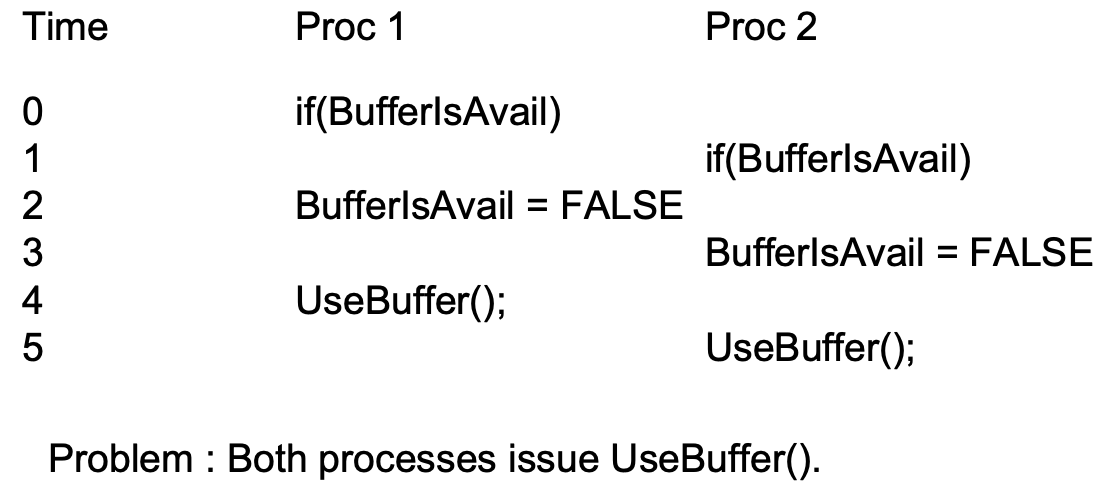 Time Proc 1 Proc 2
0 if(BufferIsAvail)
1 if(BufferIsAvail)
2 BufferIsAvail = FALSE
3 BufferIsAvail = FALSE
4 UseBuffer();
5 UseBuffer();
Problem : Both processes issue UseBuffer().